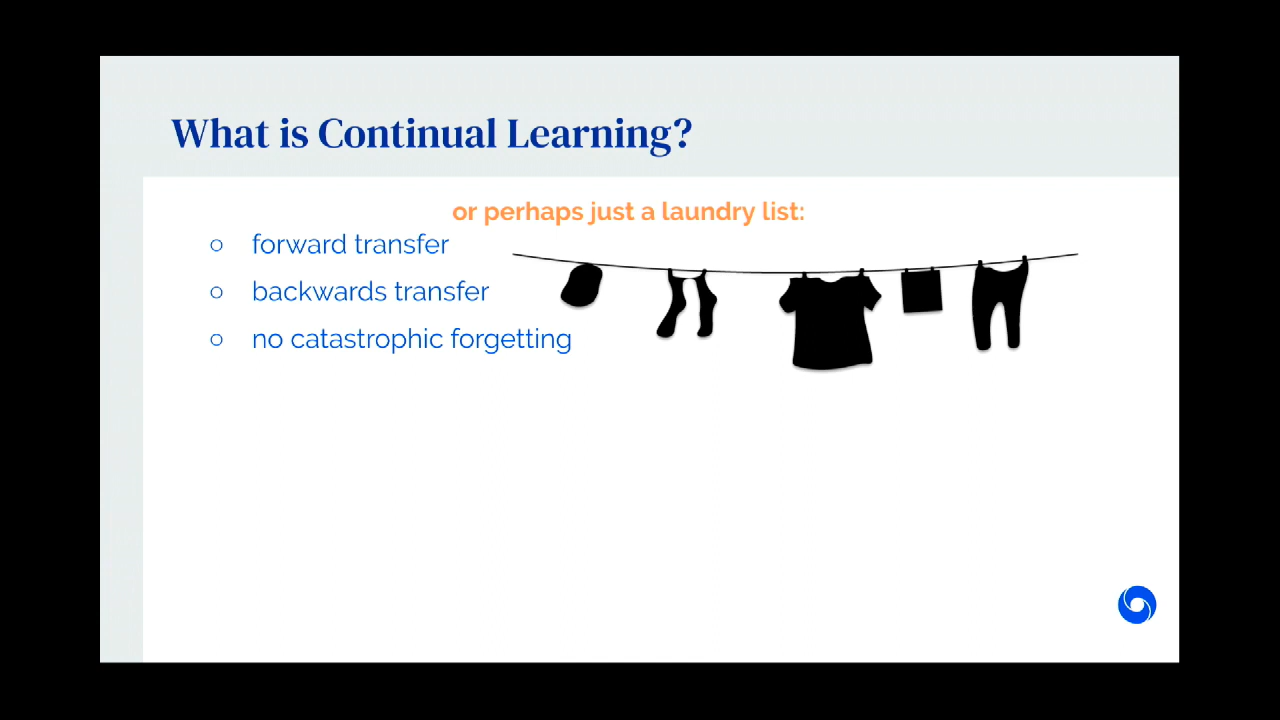 What is Continual Learning?
or perhaps just a laundry list:
○ forward transfer
○ backwards transfer
○ no catastrophic forgetting